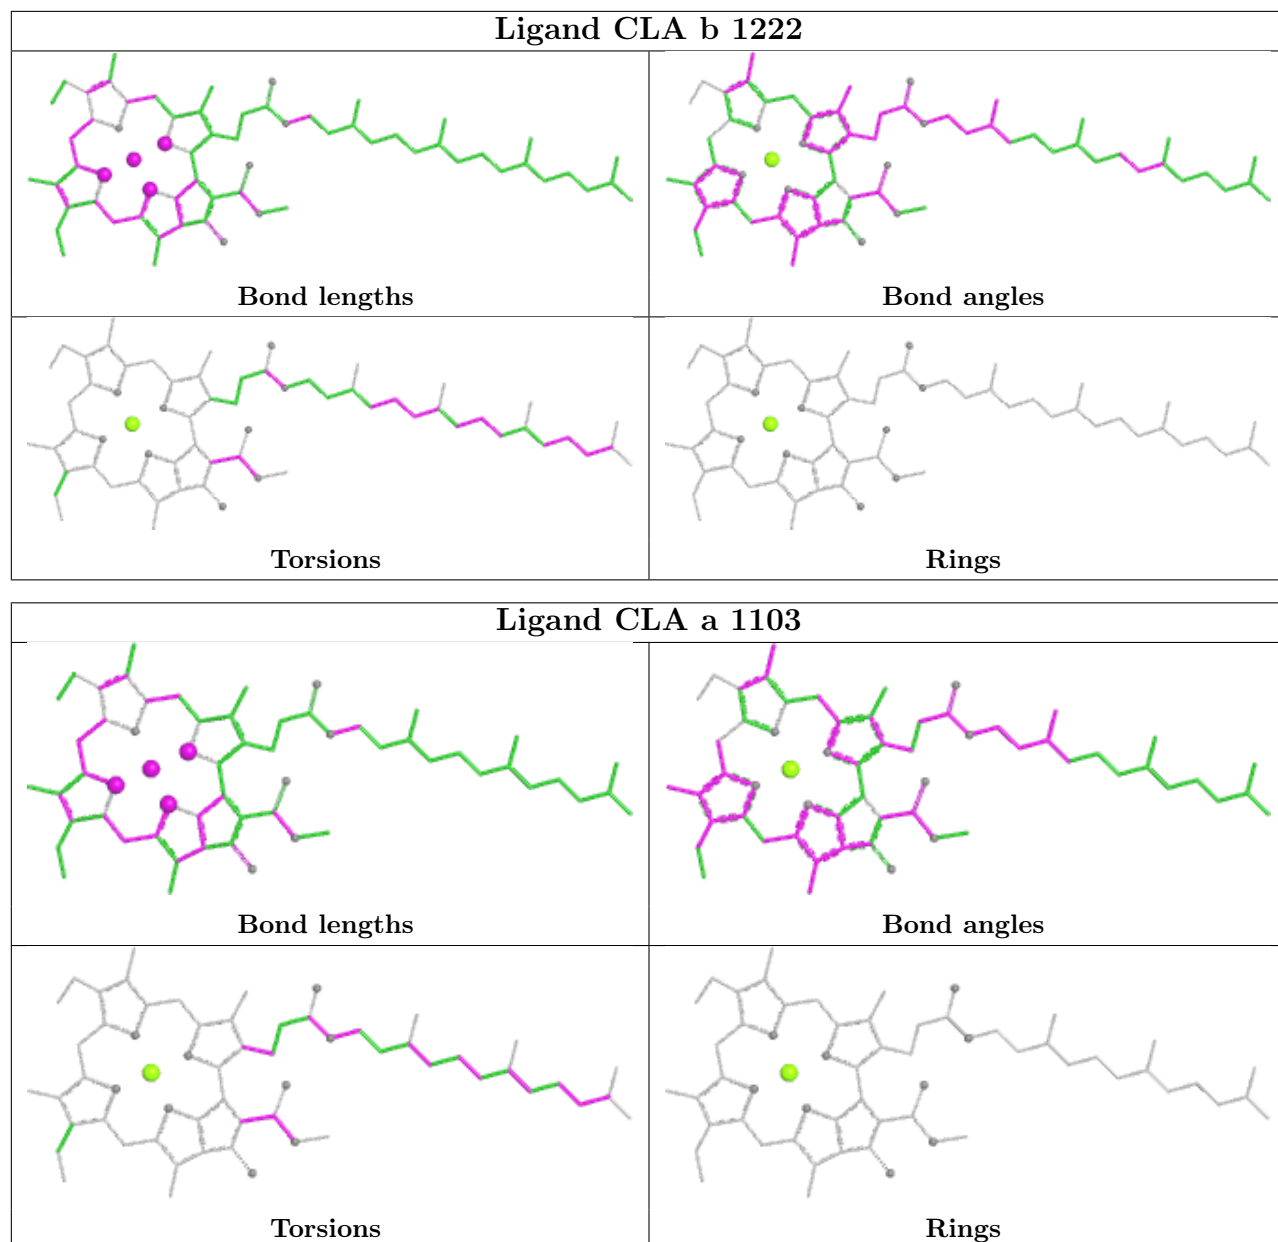 Ligand CLA b 1222
Bond lengths
Bond angles
Torsions
Rings
Ligand CLA a 1103
Bond lengths
Bond angles
Torsions
Rings